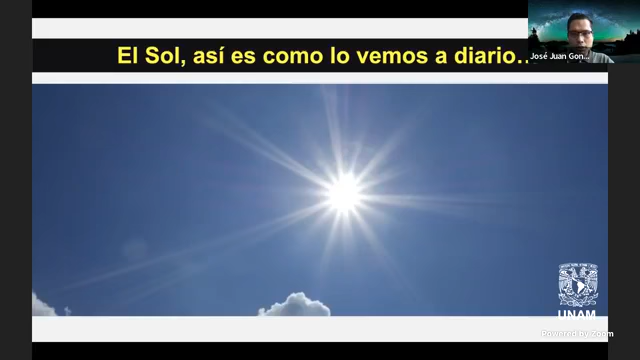 El Sol, así es como lo vemos a diario..
José Juan Gon...
UNAM
Powered by Zoom